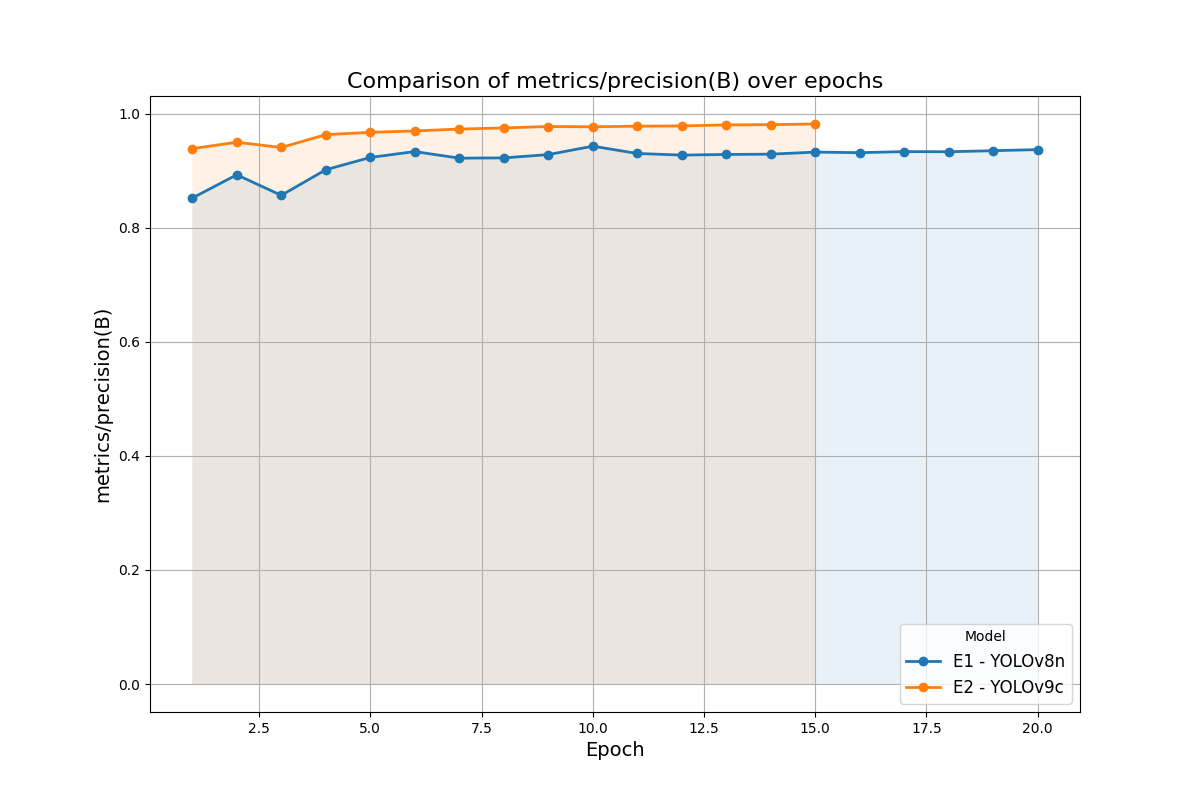 Comparison of metrics/precision(B) over epochs
metrics/precision(B)
1.0
0.8
0.6
0.4
0.2
0.0
2.5 5.0 7.5 10.0 12.5 15.0 17.5 20.0
Epoch
Model
E1 - YOLOv8n
E2 - YOLOv9c